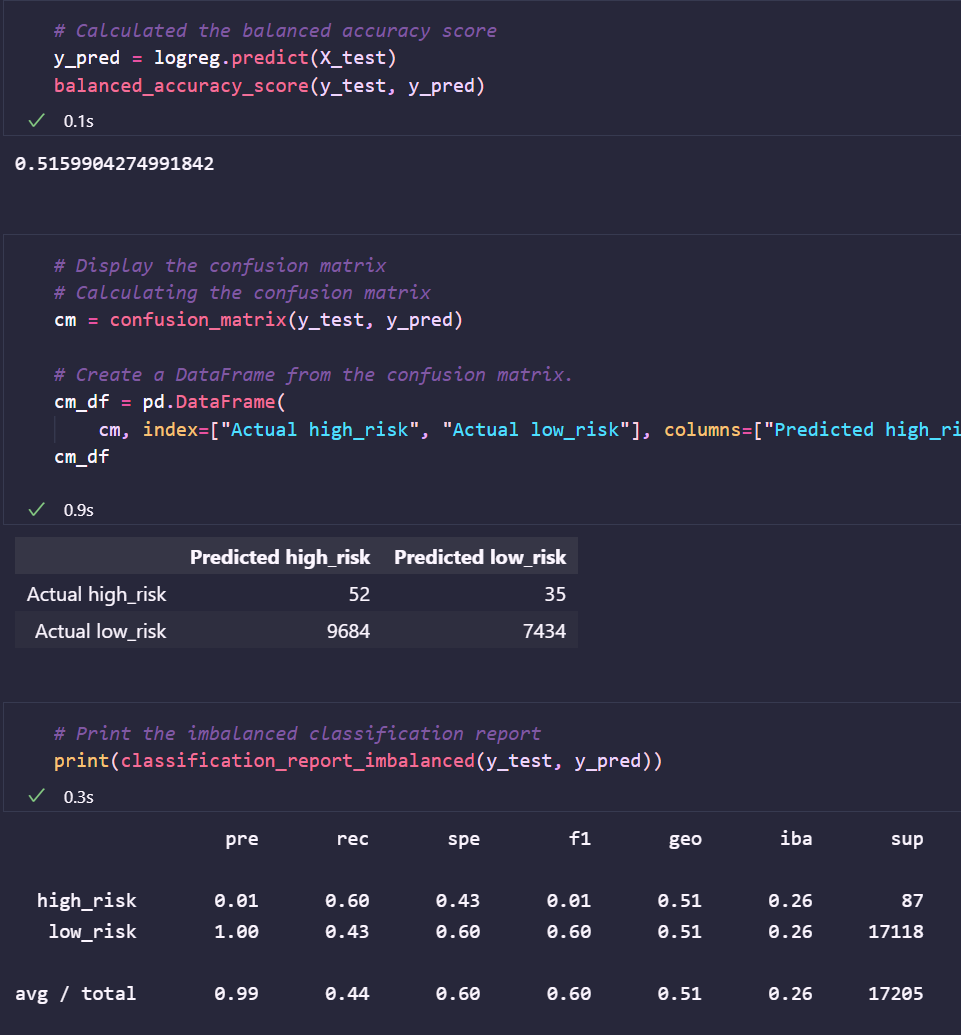 # Calculated the balanced accuracy score
y_pred = logreg.predict(X_test)
balanced_accuracy_score(y_test, y_pred)
0.1s
0.5159904274991842
# Display the confusion matrix
# Calculating the confusion matrix
cm = confusion_matrix(y_test, y_pred)
# Create a DataFrame from the confusion matrix.
cm_df = pd.DataFrame(
cm, index=["Actual high_risk", "Actual low_risk"], columns=["Predicted high_ri
cm_df
0.9s
Predicted high_risk Predicted low_risk
Actual high_risk 52 35
Actual low_risk 9684 7434
# Print the imbalanced classification report
print(classification_report_imbalanced(y_test, y_pred))
0.3s
pre rec spe f1 geo iba sup
high_risk 0.01 0.60 0.43 0.01 0.51 0.26 87
low_risk 1.00 0.43 0.60 0.60 0.51 0.26 17118
avg / total 0.99 0.44 0.60 0.60 0.51 0.26 17205